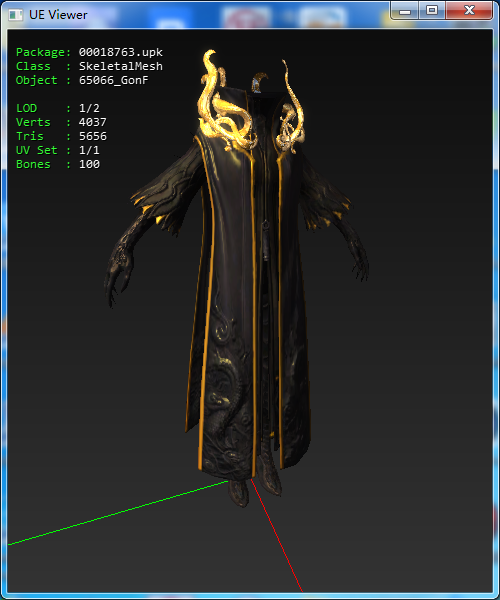 UE Viewer
Package: 00018763.upk
Class : SkeletalMesh
Object : 65066_GonF
LOD : 1/2
Verts : 4037
Tris : 5656
UV Set : 1/1
Bones : 100